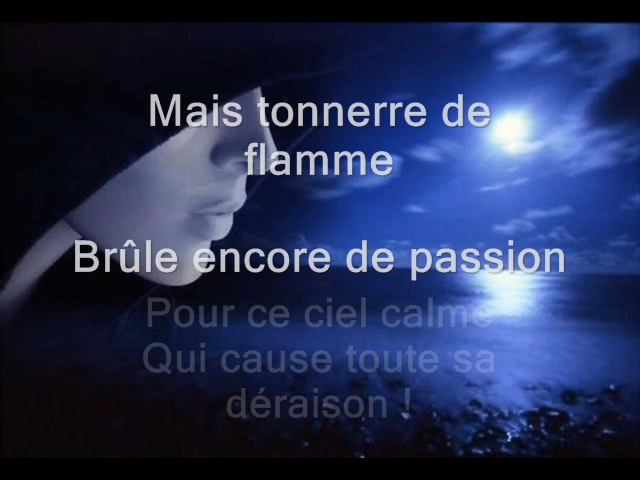 Mais tonnerre de
flamme
Brûle encore de passion
Pour ce ciel calme
Qui cause toute sa
déraison !